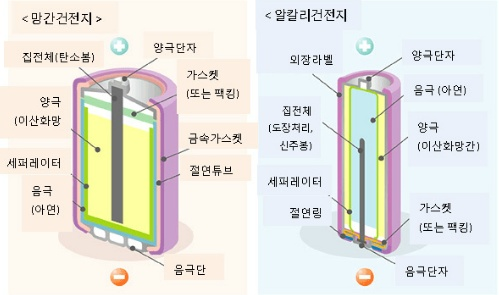 < 망간건전지 >
양극단자
집전체(탄소봉)
가스켓
(또는 팩킹)
양극
(이산화망
금속가스켓
세퍼레이터
절연튜브
음극
(아연)
음극단
< 알칼리건전지
외장라벨
양극단자
음극 (아연)
집전체
(도장처리,
신주봉)
양극
(이산화망간)
세퍼레이터
절연링
가스켓
(또는 팩킹)
음극단자